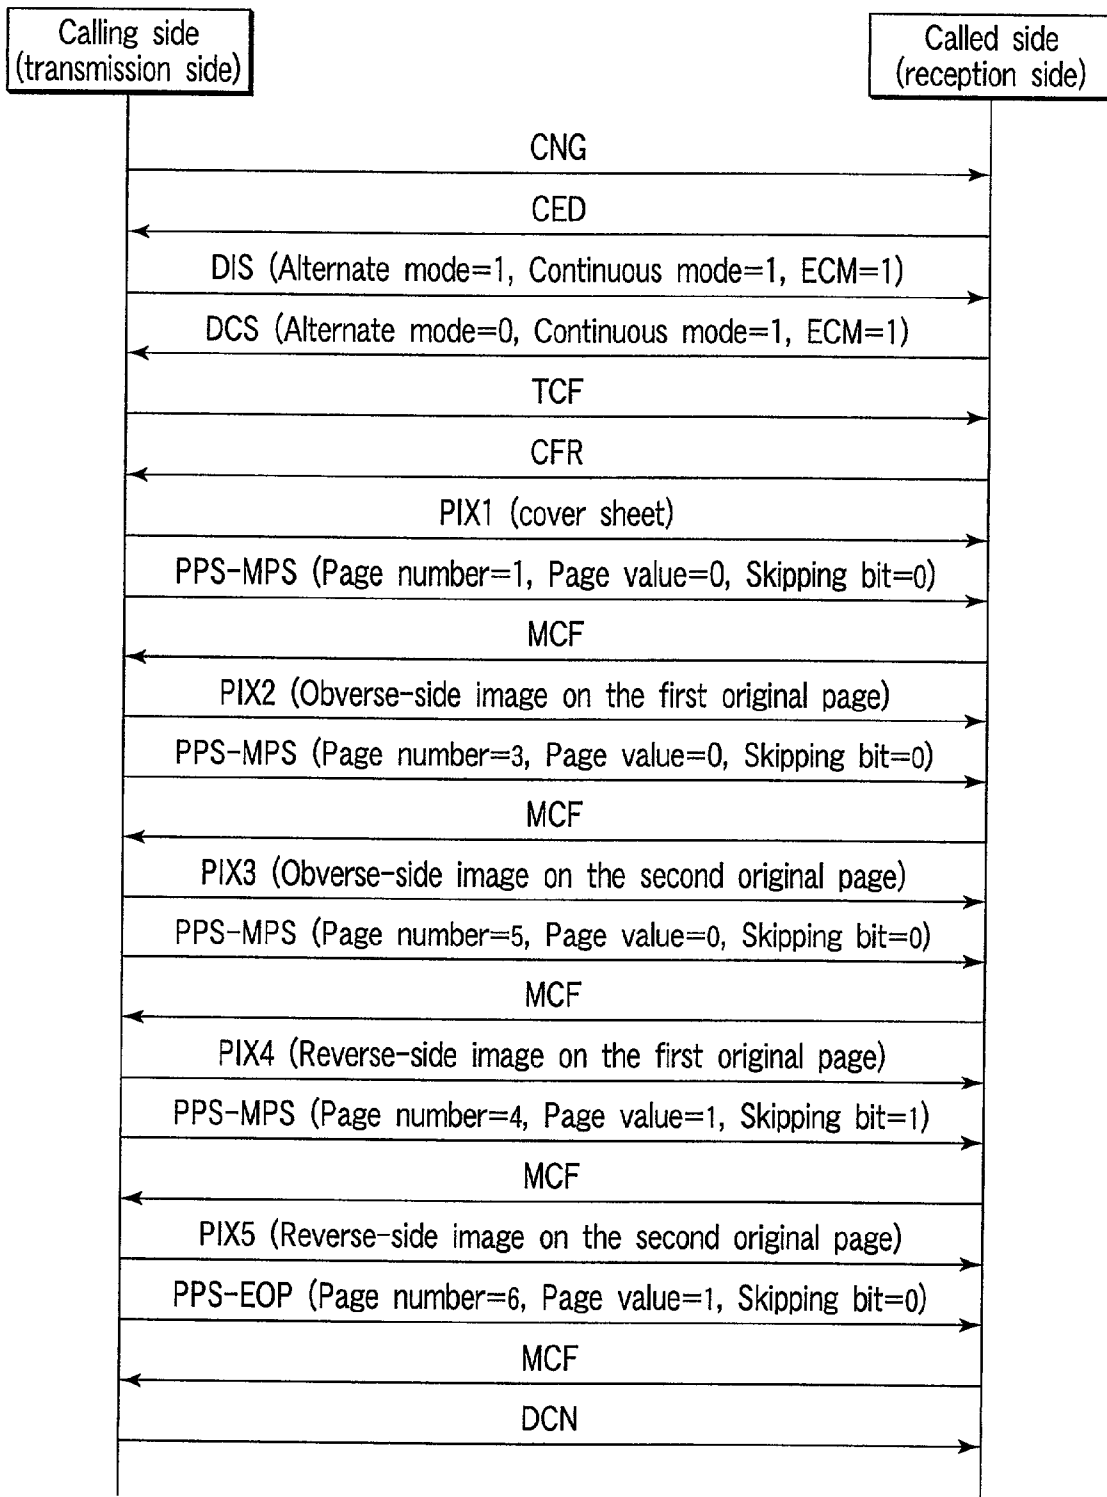 Calling side
(transmission side)
Called side
(reception side)
CNG
CED
DIS (Alternate mode=1, Continuous mode=1, ECM=1)
DCS (Alternate mode=0, Continuous mode=1, ECM=1)
TCF
CFR
PIX1 (cover sheet)
PPS-MPS (Page number=1, Page value=0, Skipping bit=0)
MCF
PIX2 (Obverse-side image on the first original page)
PPS-MPS (Page number=3, Page value=0, Skipping bit=0)
MCF
PIX3 (Obverse-side image on the second original page)
PPS-MPS (Page number=5, Page value=0, Skipping bit=0)
MCF
PIX4 (Reverse-side image on the first original page)
PPS-MPS (Page number=4, Page value=1, Skipping bit=1)
MCF
PIX5 (Reverse-side image on the second original page)
PPS-EOP (Page number=6, Page value=1, Skipping bit=0)
MCF
DCN